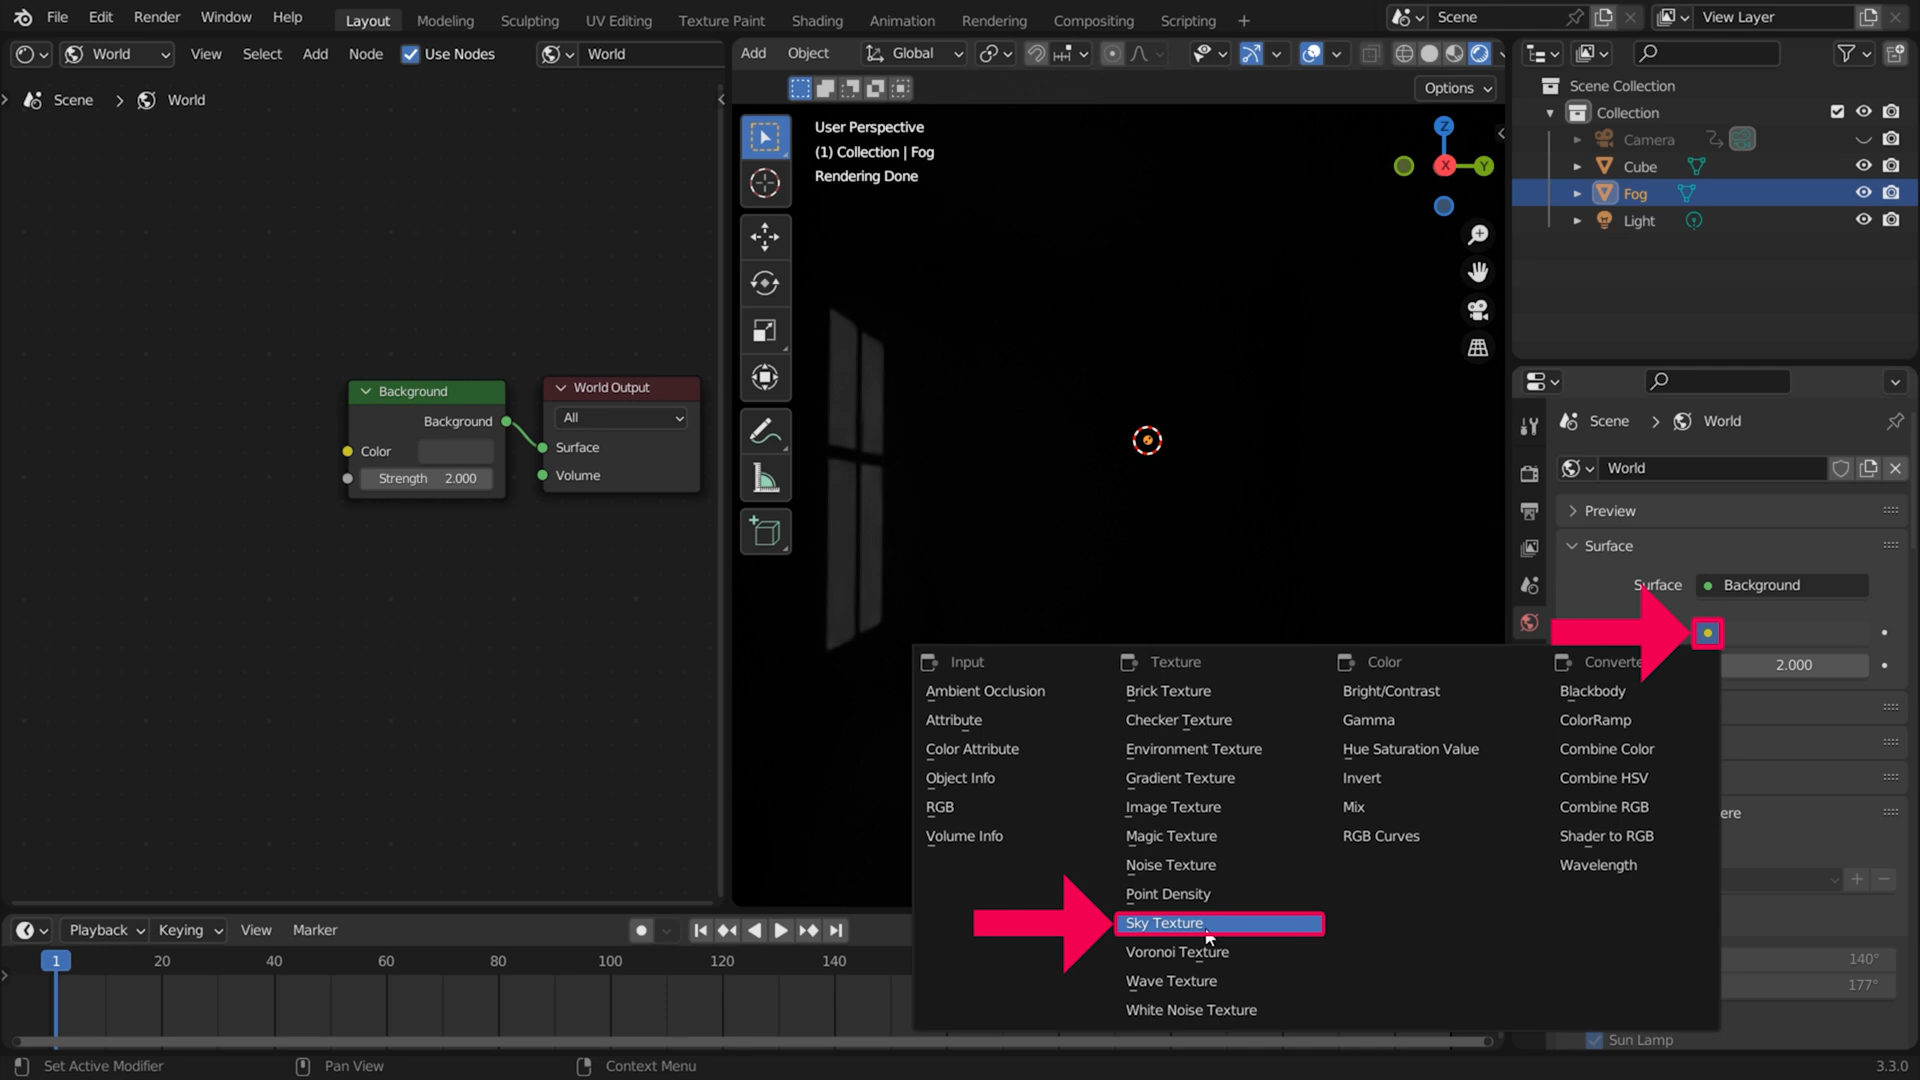 File Edit Render Window Help Layout Modeling Sculpting UV Editing Texture Paint Shading Animation Rendering Compositing Scripting + Scene View Layer
World View Select Add Node Use Nodes World Add Object Global
Options
Scene > World
User Perspective
(1) Collection | Fog
Rendering Done
Z
X
Y
Scene Collection
Collection
Camera
Cube
Fog
Light
Background
Background
Color
Strength 2.000
World Output
All
Surface
Volume
Scene > World
World
Preview
Surface
Surface Background
2.000
ere
140°
177°
Sun Lamp
Input
Ambient Occlusion
Attribute
Color Attribute
Object Info
RGB
Volume Info
Texture
Brick Texture
Checker Texture
Environment Texture
Gradient Texture
Image Texture
Magic Texture
Noise Texture
Point Density
Sky Texture
Voronoi Texture
Wave Texture
White Noise Texture
Color
Bright/Contrast
Gamma
Hue Saturation Value
Invert
Mix
RGB Curves
Converte
Blackbody
ColorRamp
Combine Color
Combine HSV
Combine RGB
Shader to RGB
Wavelength
Playback Keying View Marker
1 20 40 60 80 100 120 140
Set Active Modifier Pan View Context Menu 3.3.0